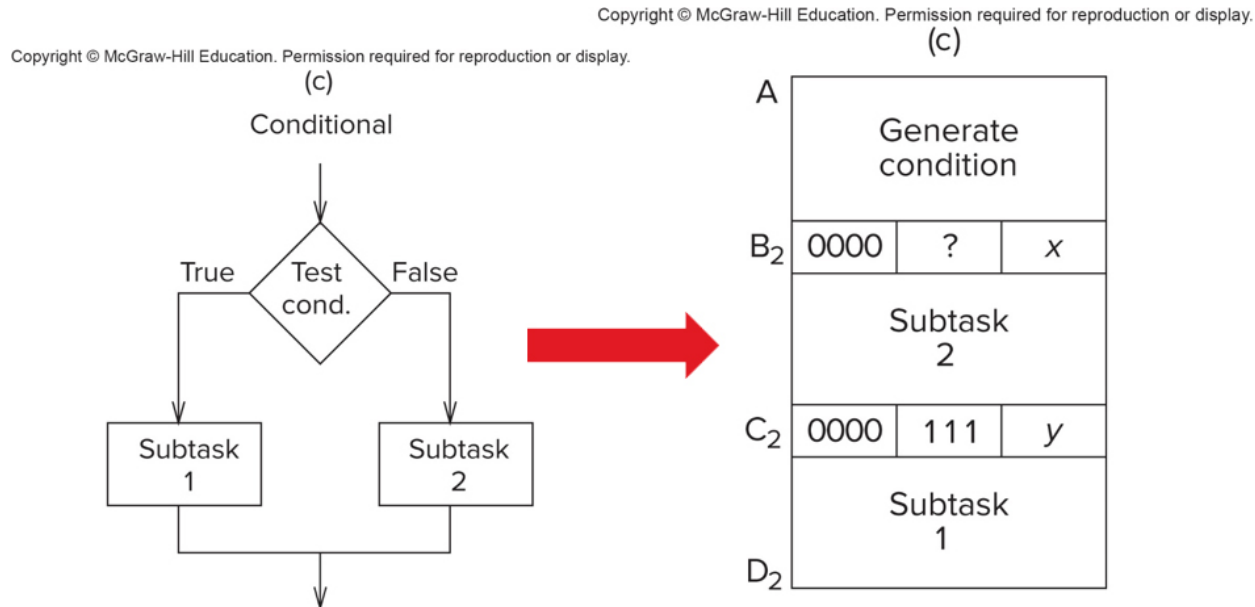 Copyright © McGraw-Hill Education. Permission required for reproduction or display.
(c)
Conditional
True
Test
cond.
False
Subtask
1
Subtask
2
Copyright © McGraw-Hill Education. Permission required for reproduction or display.
(c)
A
Generate
condition
B₂ 0000 ? x
Subtask
2
C₂ 0000 111 y
Subtask
1
D₂